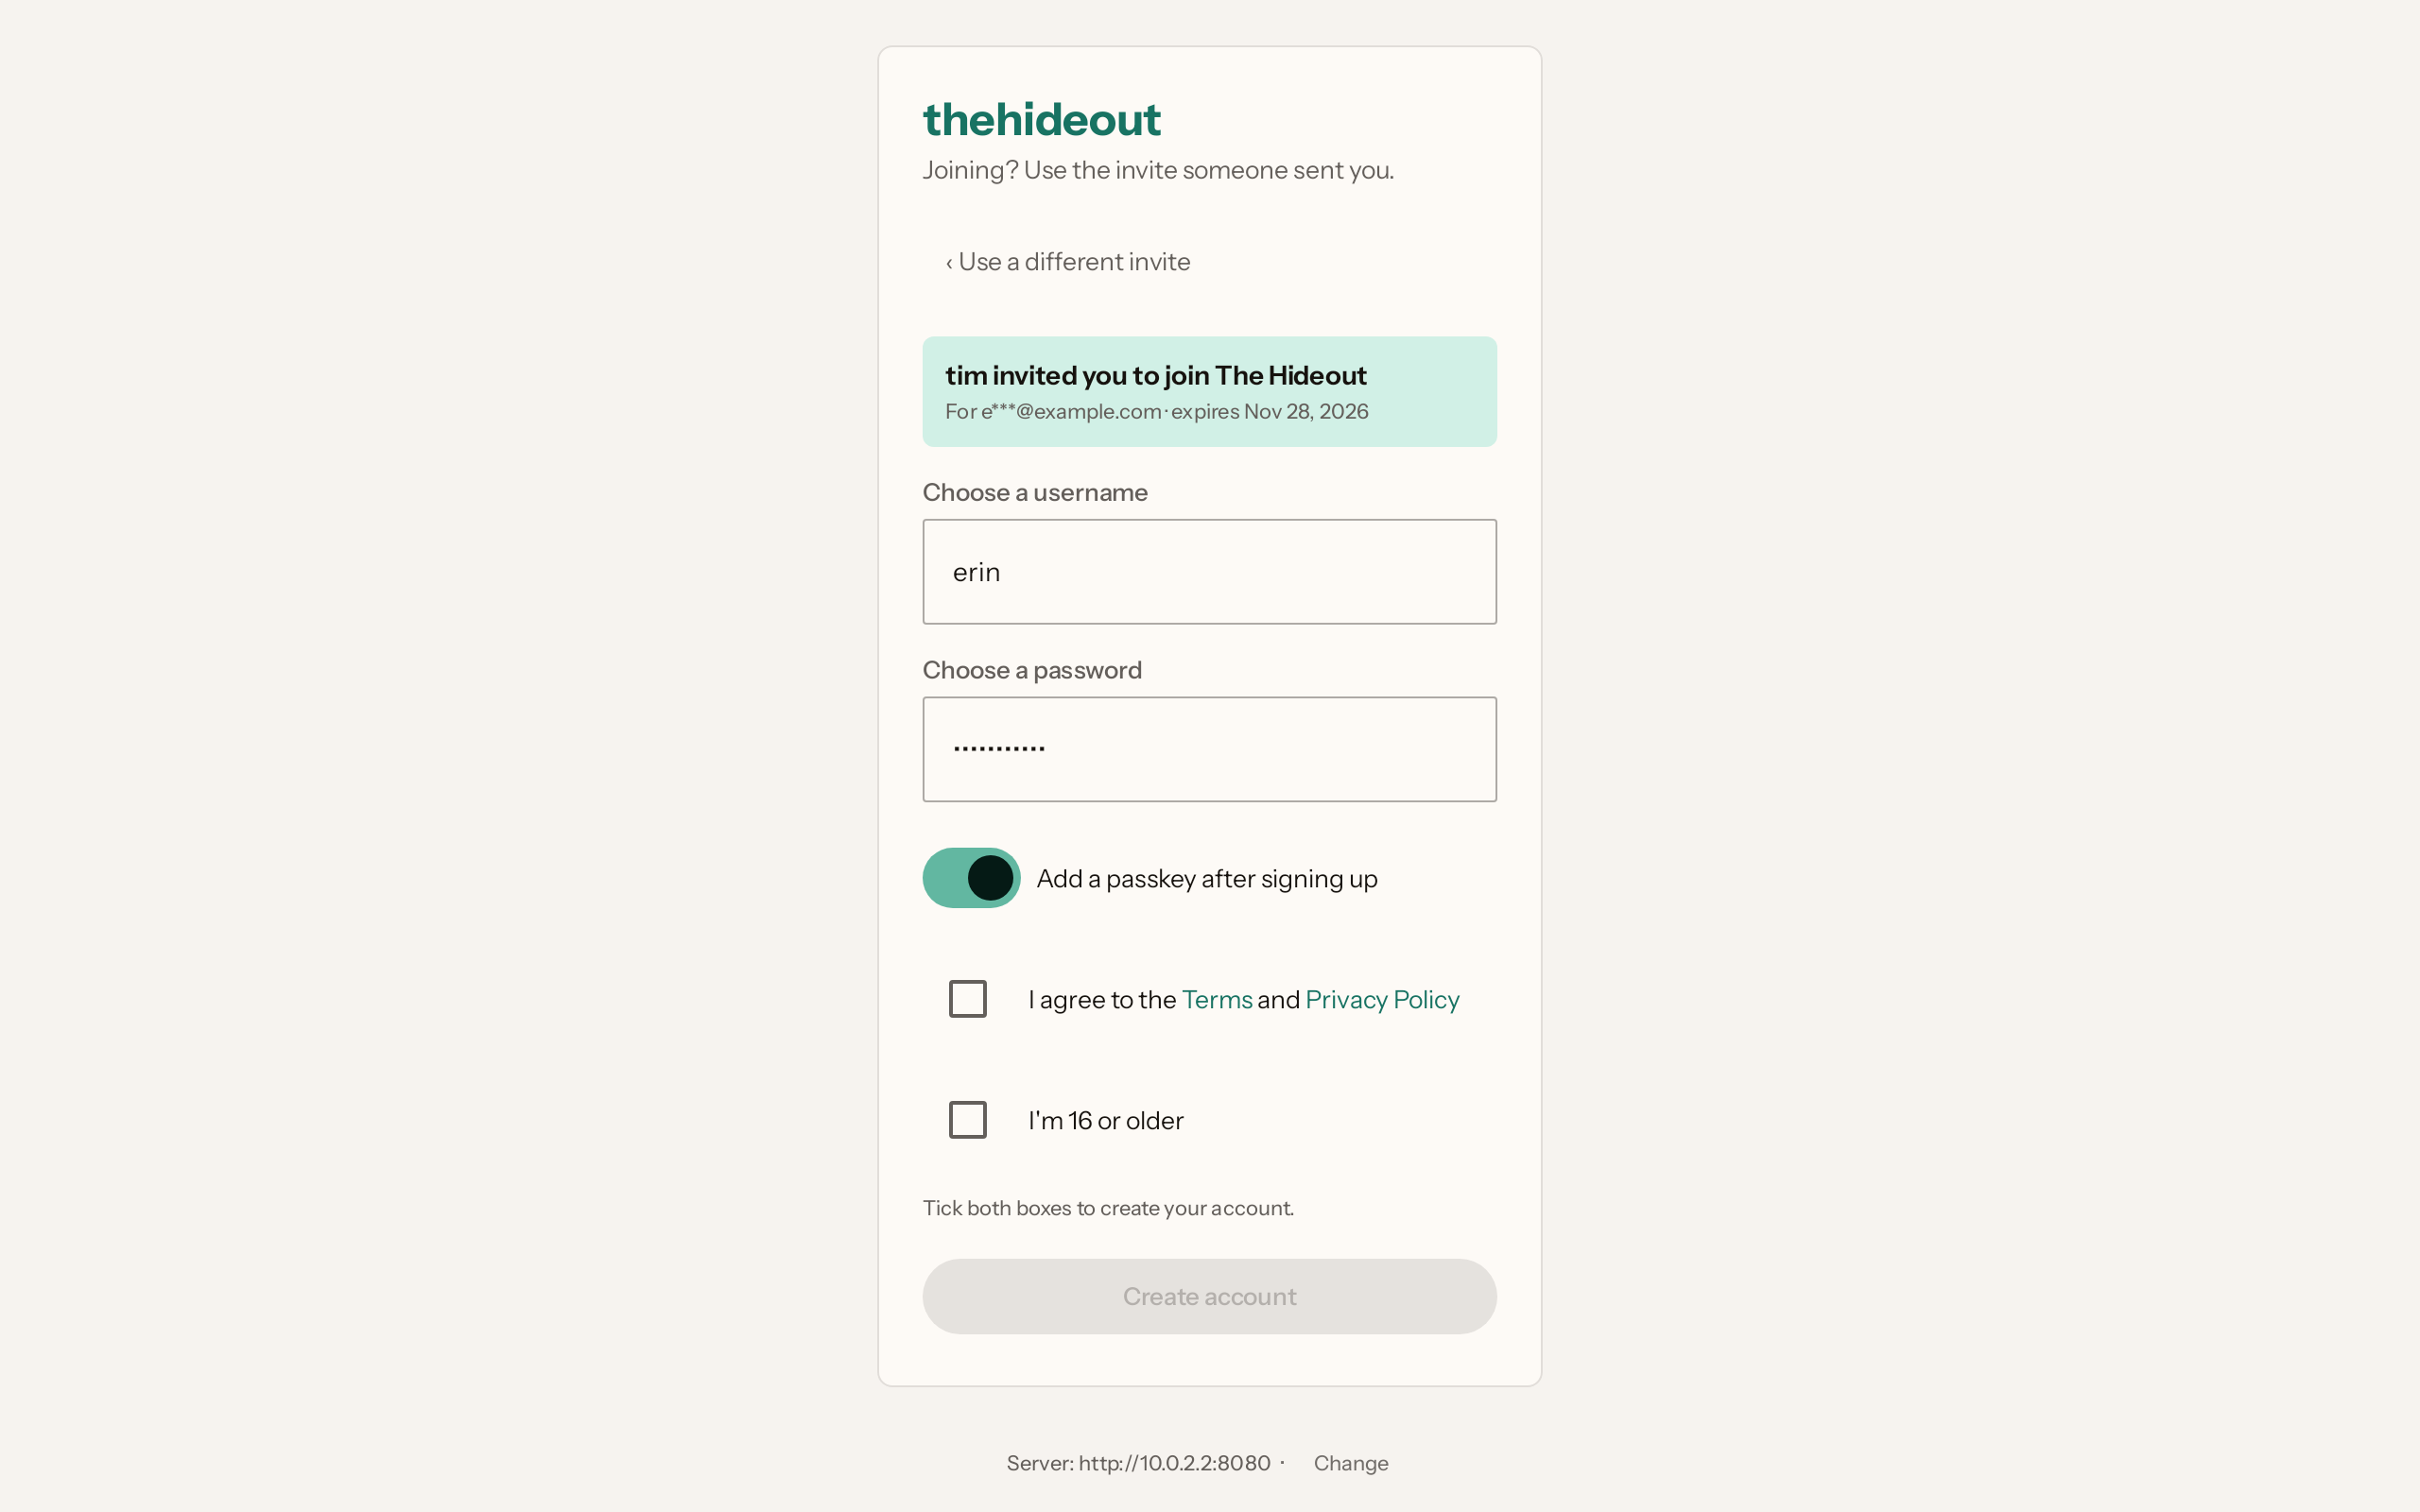 thehideout
Joining? Use the invite someone sent you.
‹ Use a different invite
tim invited you to join The Hideout
For e***@example.com · expires Nov 28, 2026
Choose a username
erin
Choose a password
•••••••••••
Add a passkey after signing up
I agree to the Terms and Privacy Policy
I'm 16 or older
Tick both boxes to create your account.
Create account
Server: http://10.0.2.2:8080 · Change